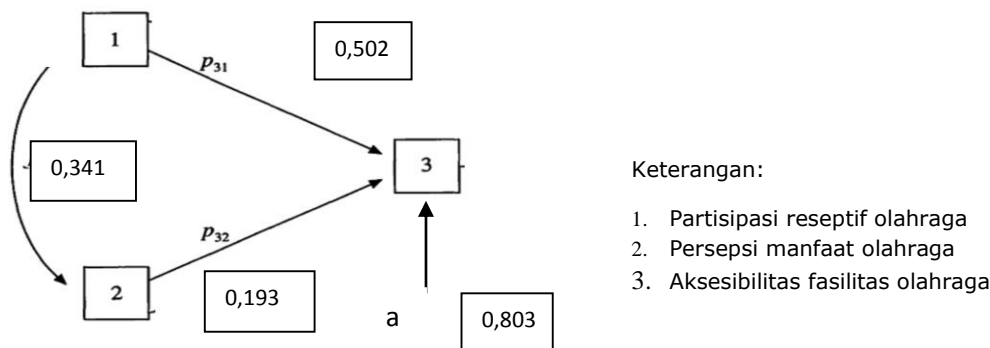 1
0,502
p31
0,341
3
Keterangan:
1. Partisipasi reseptif olahraga
2. Persepsi manfaat olahraga
3. Aksesibilitas fasilitas olahraga
p32
2
0,193
a
0,803